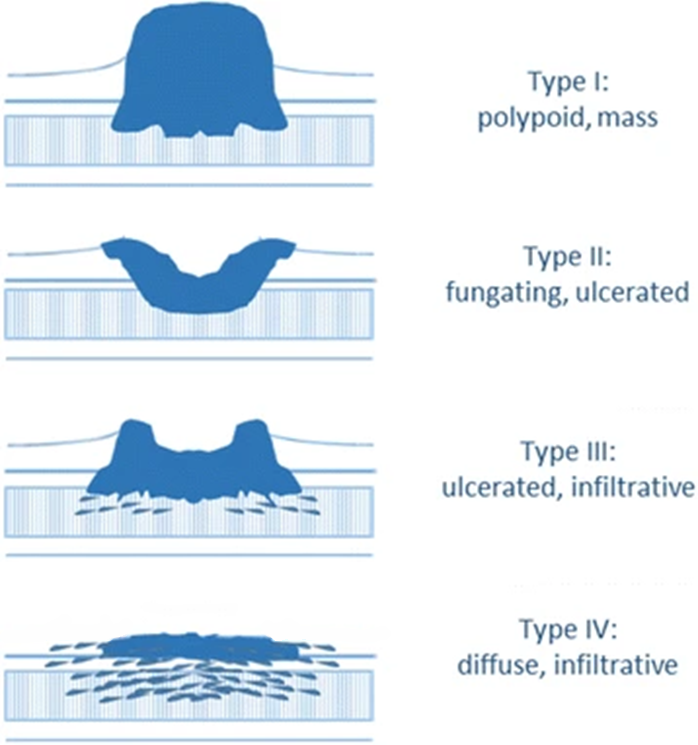 Type I:
polypoid, mass
Type II:
fungating, ulcerated
Type III:
ulcerated, infiltrative
Type IV:
diffuse, infiltrative